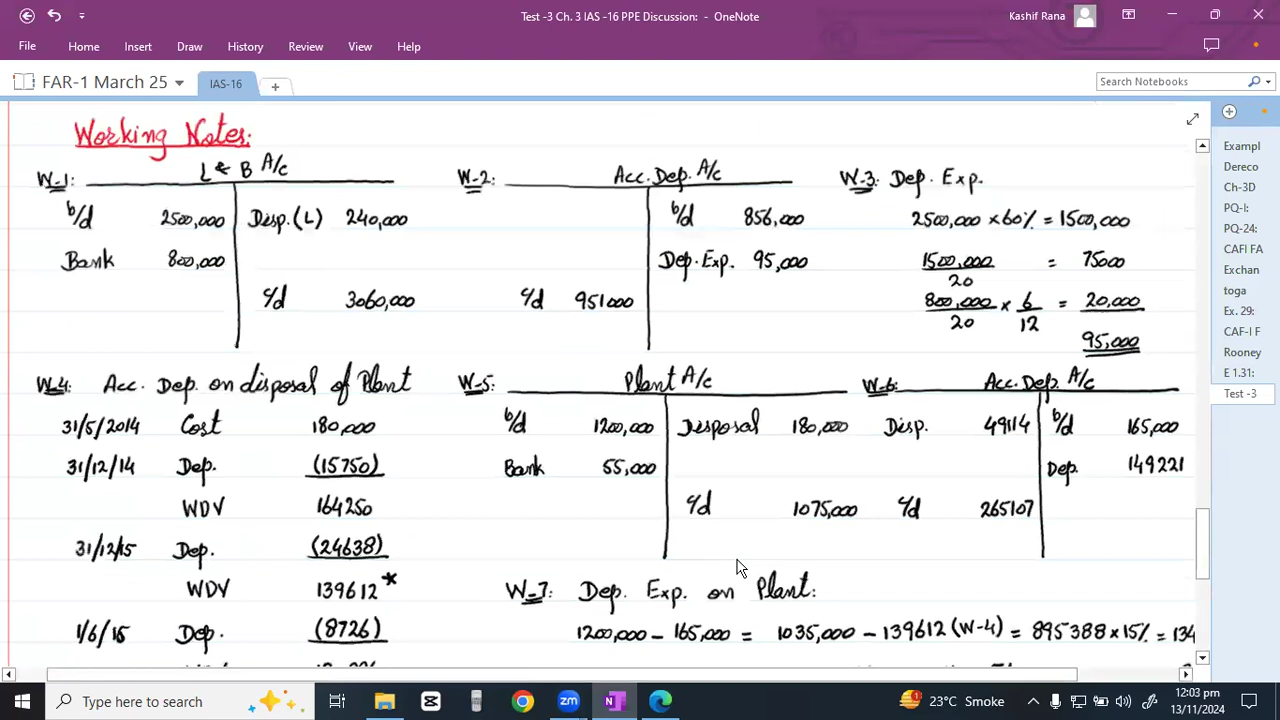 Test -3 Ch. 3 IAS -16 PPE Discussion: - OneNote
Kashif Rana
File Home Insert Draw History Review View Help
FAR-1 March 25
IAS-16
Search Notebooks
Working Notes:
W-1: L & B A/c
b/d 2500,000 Disp.(L) 240,000
Bank 800,000
c/d 3060,000
W-2: Acc. Dep. A/c
b/d 856,000
Dep. Exp. 95,000
c/d 951000
W-3: Dep. Exp.
2500,000 × 60% = 1500,000
1500,000 = 75000
20
800,000 × 6 = 20,000
20 12
95,000
W-4: Acc. Dep. on disposal of Plant
31/5/2014 Cost 180,000
31/12/14 Dep. (15750)
WDV 164250
31/12/15 Dep. (24638)
WDV 139612*
1/6/16 Dep. (8726)
W-5: Plant A/c
b/d 1200,000 Disposal 180,000
Bank 55,000
c/d 1075,000
W-6: Acc. Dep. A/c
Disp. 49114 b/d 165,000
Dep. 149221
c/d 265107
W-7: Dep. Exp. on Plant:
1200,000 - 165,000 = 1035,000 - 139612 (W-4) = 895388 × 15% = 134
Exampl
Dereco
Ch-3D
PQ-I:
PQ-24:
CAFI FA
Exchan
toga
Ex. 29:
CAF-I F
Rooney
E 1.31:
Test -3
Type here to search
23°C Smoke
12:03 pm
13/11/2024